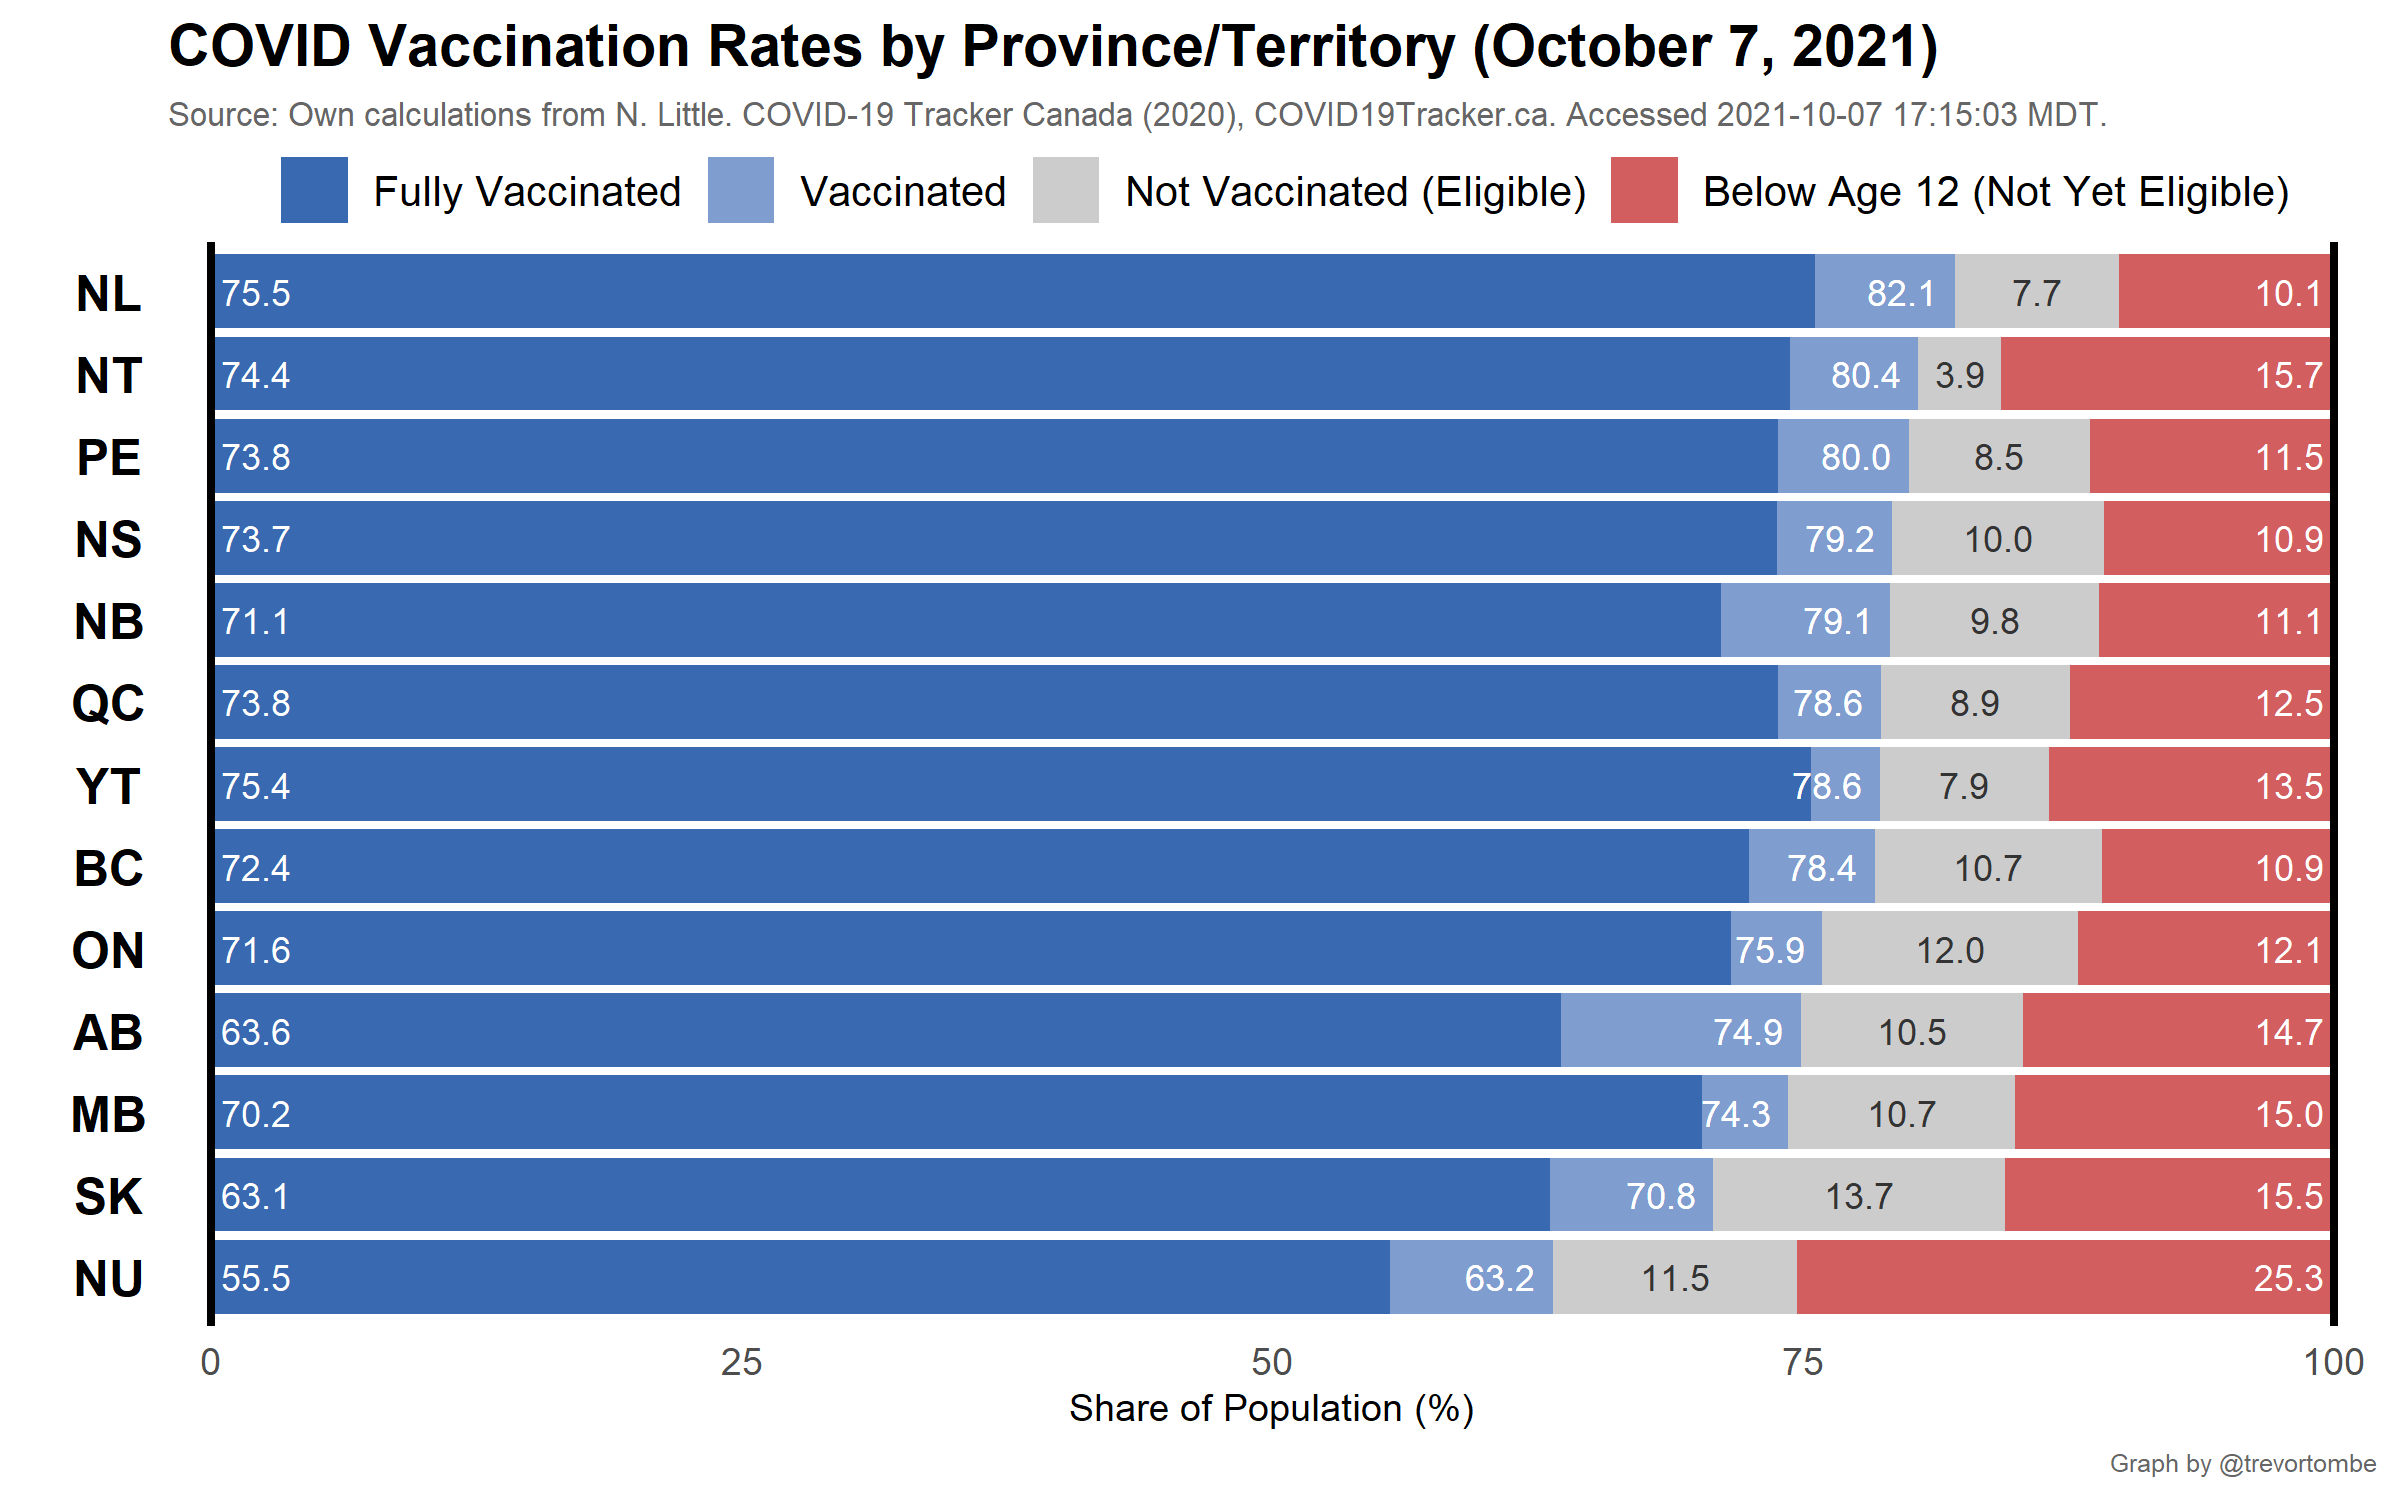 COVID Vaccination Rates by Province/Territory (October 7, 2021)
Source: Own calculations from N. Little. COVID-19 Tracker Canada (2020), COVID19Tracker.ca. Accessed 2021-10-07 17:15:03 MDT.
Fully Vaccinated Vaccinated Not Vaccinated (Eligible) Below Age 12 (Not Yet Eligible)
NL 75.5 82.1 7.7 10.1
NT 74.4 80.4 3.9 15.7
PE 73.8 80.0 8.5 11.5
NS 73.7 79.2 10.0 10.9
NB 71.1 79.1 9.8 11.1
QC 73.8 78.6 8.9 12.5
YT 75.4 78.6 7.9 13.5
BC 72.4 78.4 10.7 10.9
ON 71.6 75.9 12.0 12.1
AB 63.6 74.9 10.5 14.7
MB 70.2 74.3 10.7 15.0
SK 63.1 70.8 13.7 15.5
NU 55.5 63.2 11.5 25.3
0 25 50 75 100
Share of Population (%)
Graph by @trevortombe